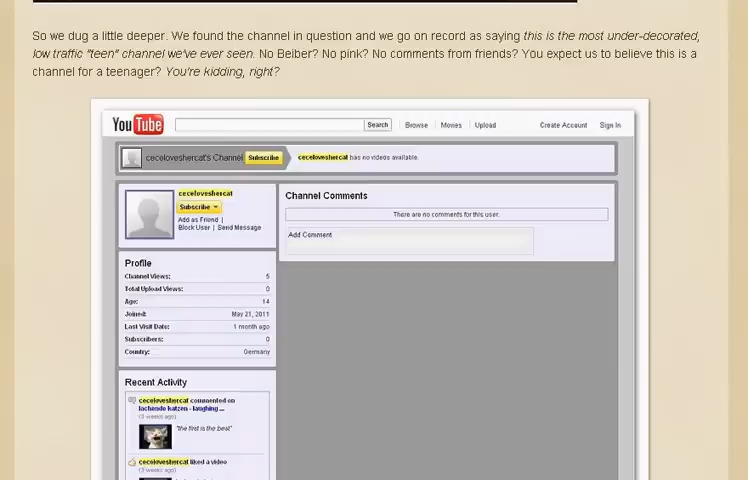 So we dug a little deeper. We found the channel in question and we go on record as saying this is the most under-decorated,
low traffic "teen" channel we've ever seen. No Beiber? No pink? No comments from friends? You expect us to believe this is a
channel for a teenager? You're kidding, right?
YouTube Search Browse Movies Upload Create Account Sign In
ceceloveshercat's Channel Subscribe ceceloveshercat has no videos available.
ceceloveshercat
Subscribe
Add as Friend |
Block User | Send Message
Channel Comments
There are no comments for this user.
Add Comment
Profile
Channel Views: 5
Total Upload Views: 0
Age: 14
Joined: May 21, 2011
Last Visit Date: 1 month ago
Subscribers: 0
Country: Germany
Recent Activity
ceceloveshercat commented on
lachende katzen - laughing ...
(3 weeks ago)
"the first is the best"
ceceloveshercat liked a video
(3 weeks ago)